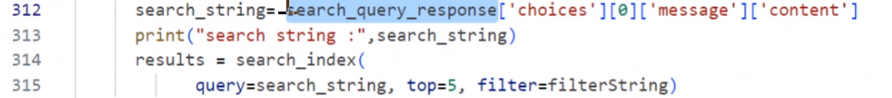 312 search_string= search_query_response['choices'][0]['message']['content']
313 print("search string :",search_string)
314 results = search_index(
315 query=search_string, top=5, filter=filterString)